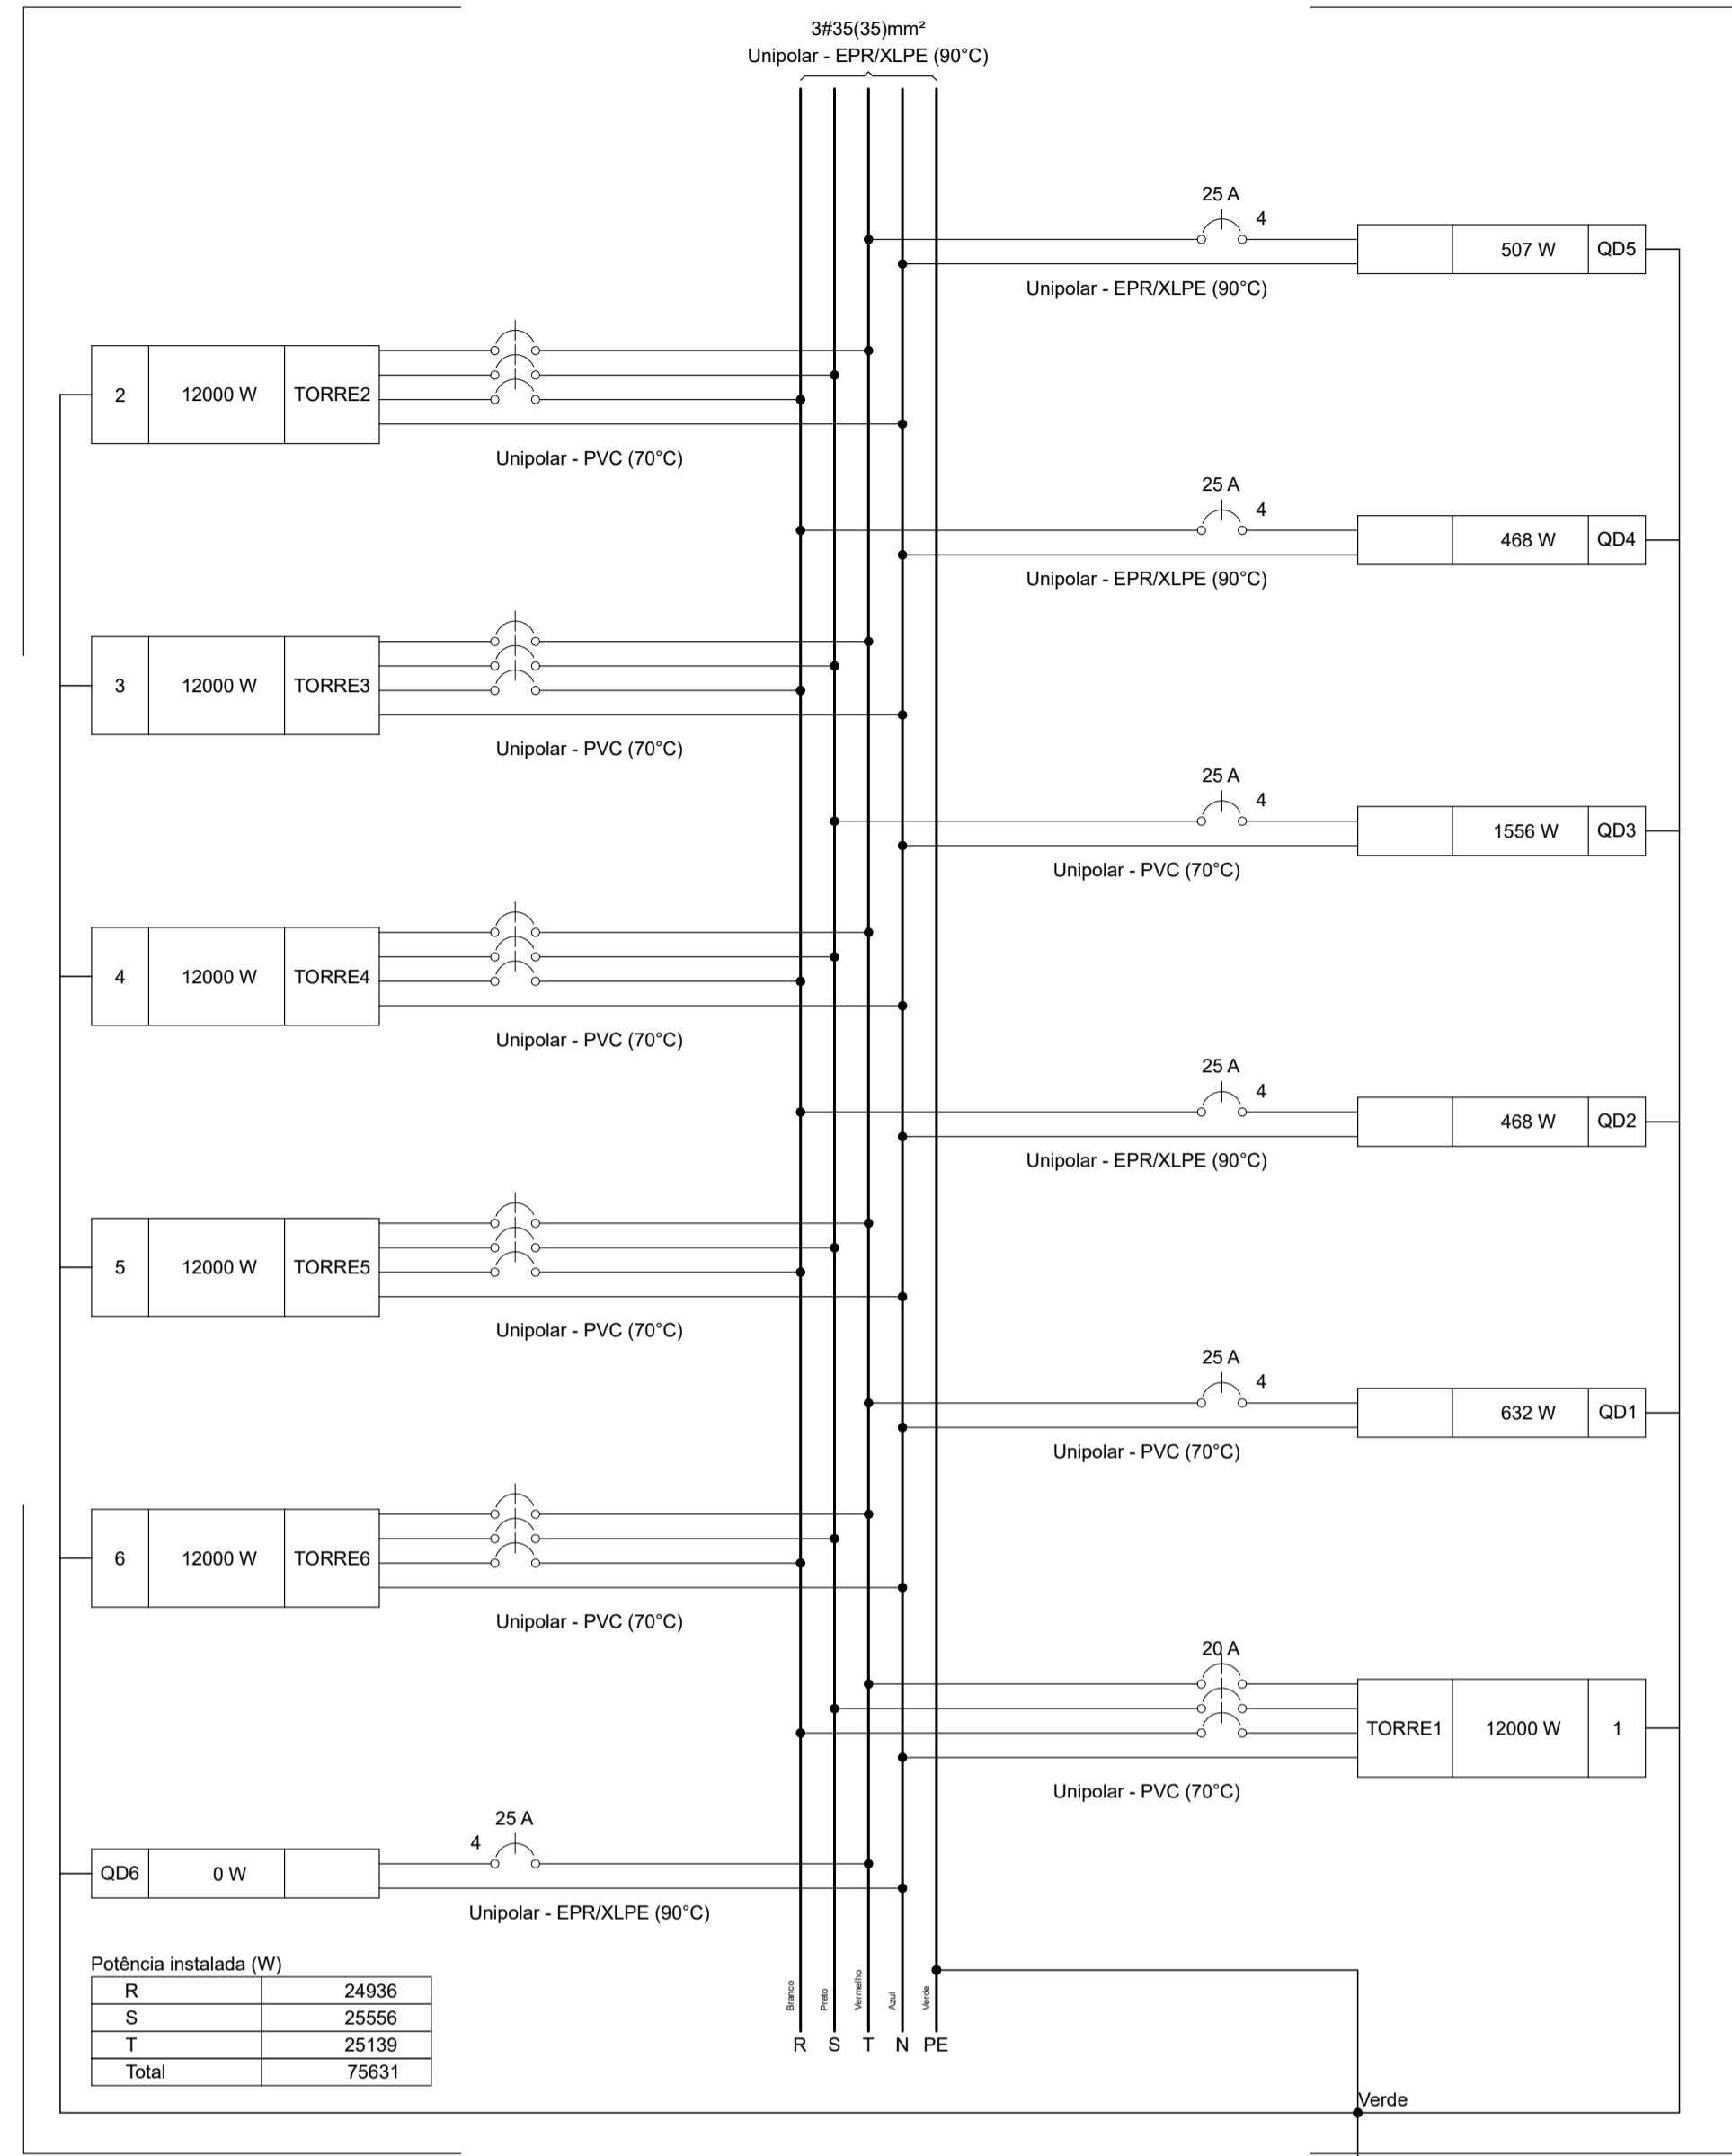 3#35(35)mm²
Unipolar - EPR/XLPE (90°C)
25 A
4
507 W
QD5
Unipolar - EPR/XLPE (90°C)
2
12000 W
TORRE2
Unipolar - PVC (70°C)
25 A
4
468 W
QD4
Unipolar - EPR/XLPE (90°C)
3
12000 W
TORRE3
Unipolar - PVC (70°C)
25 A
4
1556 W
QD3
Unipolar - PVC (70°C)
4
12000 W
TORRE4
Unipolar - PVC (70°C)
25 A
4
468 W
QD2
Unipolar - EPR/XLPE (90°C)
5
12000 W
TORRE5
Unipolar - PVC (70°C)
25 A
4
632 W
QD1
Unipolar - PVC (70°C)
6
12000 W
TORRE6
Unipolar - PVC (70°C)
20 A
TORRE1
12000 W
1
Unipolar - PVC (70°C)
25 A
4
QD6
0 W
Unipolar - EPR/XLPE (90°C)
Potência instalada (W)
R 24936
S 25556
T 25139
Total 75631
Branco
Preto
Vermelho
Azul
Verde
R S T N PE
Verde